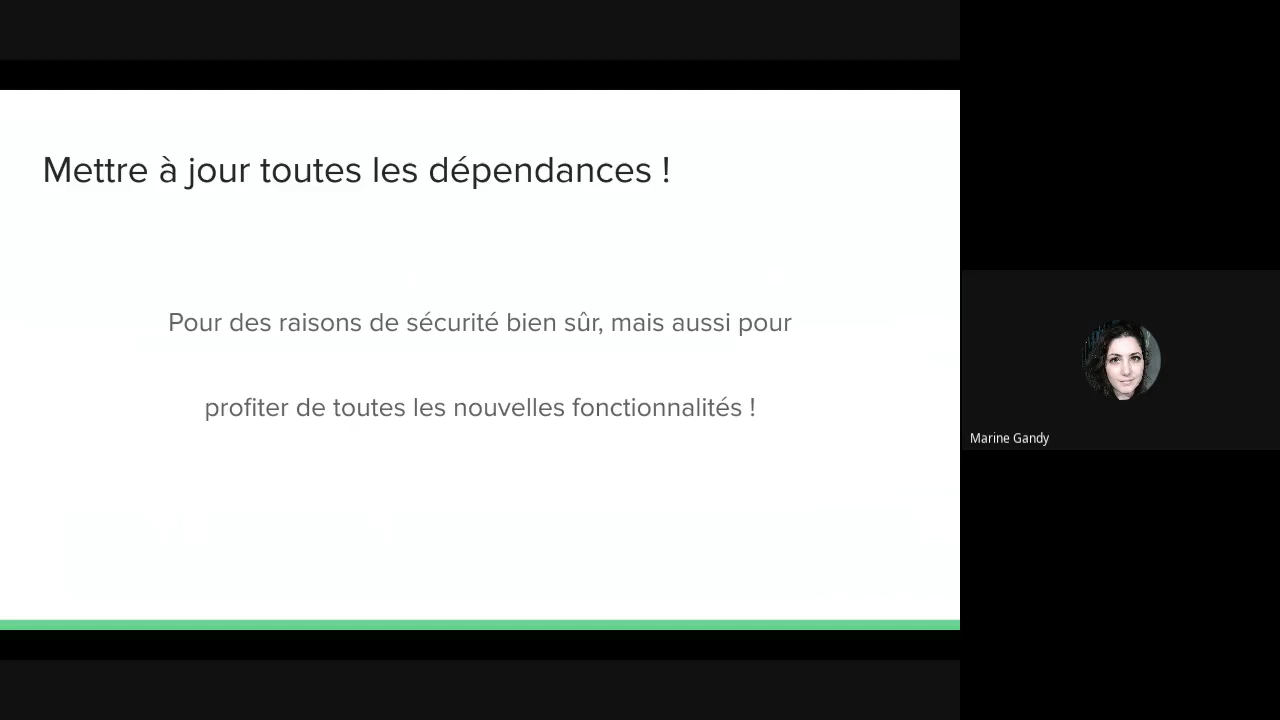 Mettre à jour toutes les dépendances !
Pour des raisons de sécurité bien sûr, mais aussi pour
profiter de toutes les nouvelles fonctionnalités !
Marine Gandy